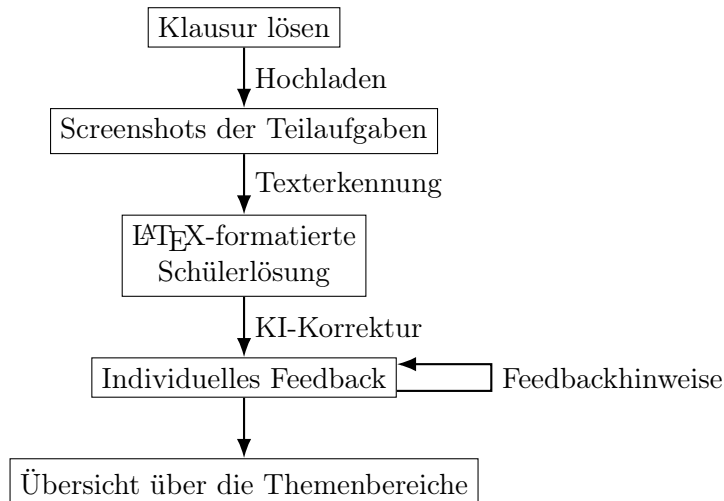 Klausur lösen
Hochladen
Screenshots der Teilaufgaben
Texterkennung
LATEX-formatierte
Schülerlösung
KI-Korrektur
Individuelles Feedback
Feedbackhinweise
Übersicht über die Themenbereiche